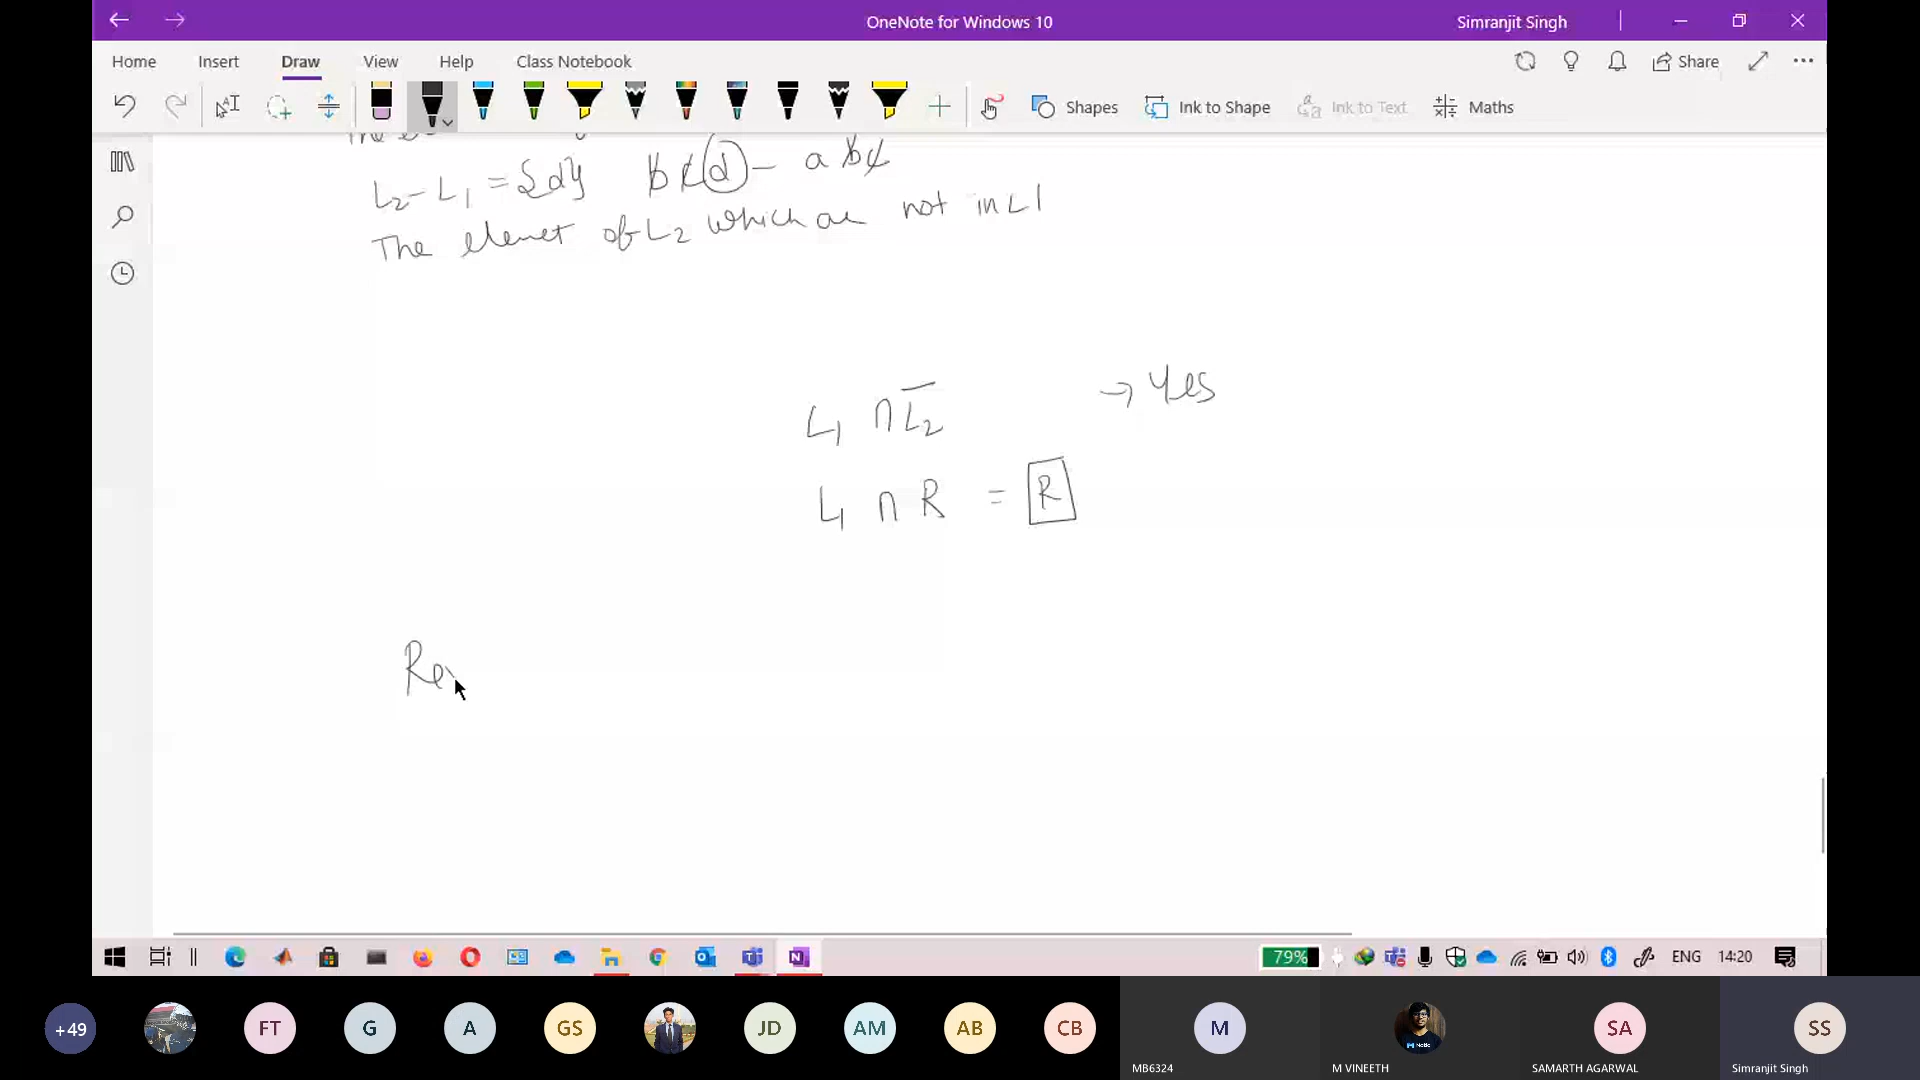 OneNote for Windows 10
Simranjit Singh
Home Insert Draw View Help Class Notebook
Share
Shapes Ink to Shape Ink to Text Maths
L2 - L1 = {d} b c d - a b c
The elemet of L2 which are not in L1
L1 ∩ L̅2 → Yes
L1 ∩ R = R
Re
79% ENG 14:20
+49 FT G A GS JD AM AB CB M SA SS
MB6324 M VINEETH SAMARTH AGARWAL Simranjit Singh